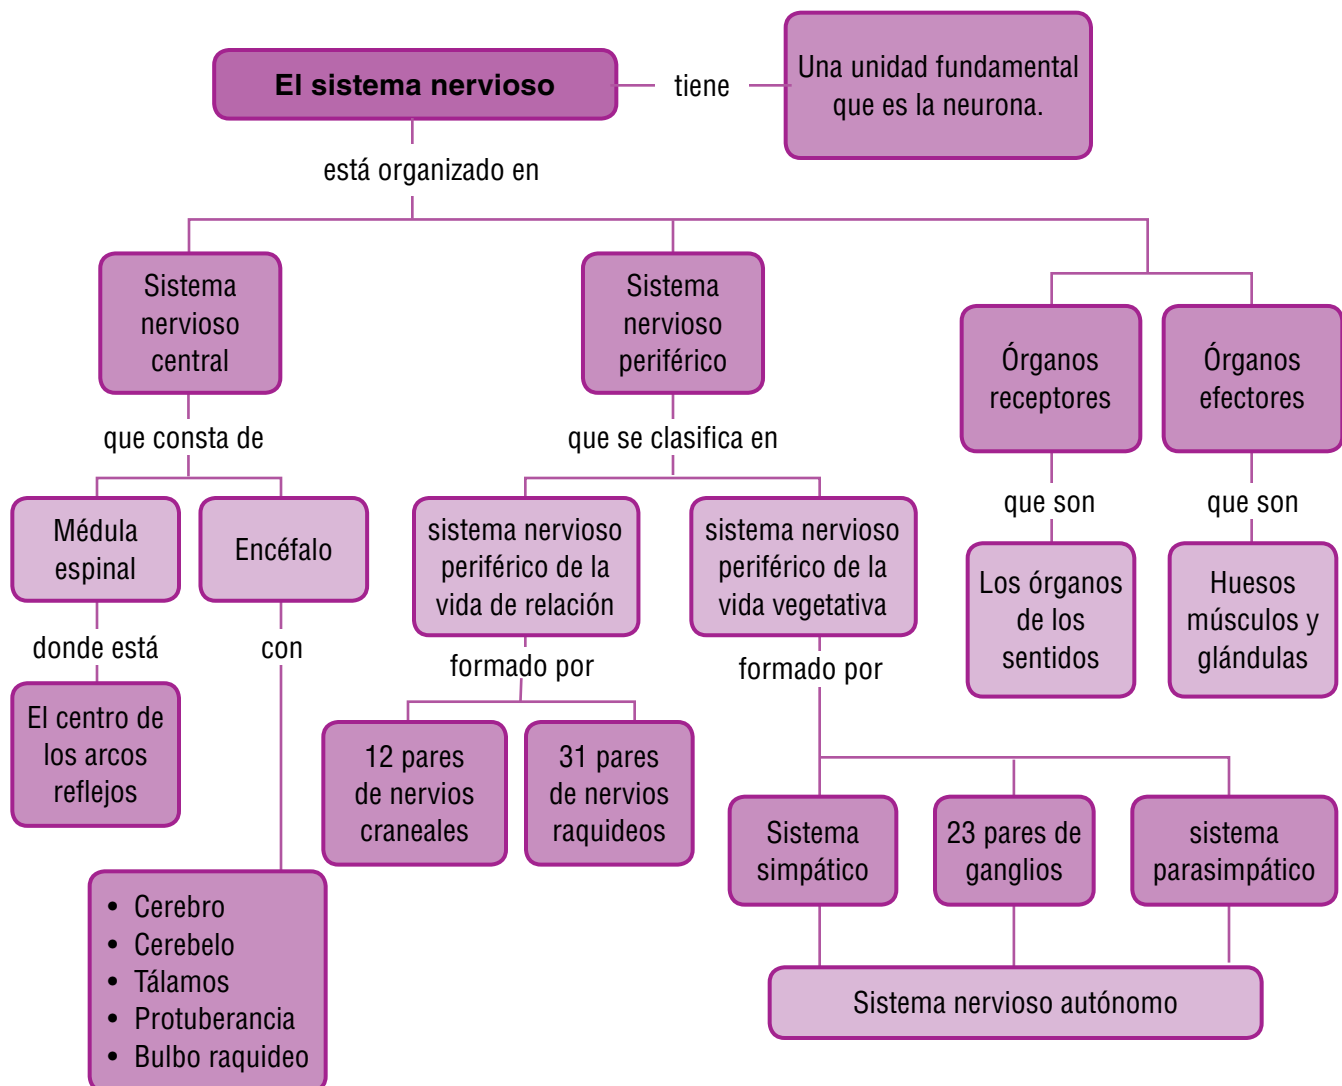 El sistema nervioso
tiene
Una unidad fundamental
que es la neurona.
está organizado en
Sistema
nervioso
central
Sistema
nervioso
periférico
Órganos
receptores
Órganos
efectores
que consta de
que se clasifica en
Médula
espinal
Encéfalo
sistema nervioso
periférico de la
vida de relación
sistema nervioso
periférico de la
vida vegetativa
que son
que son
Los órganos
de los
sentidos
Huesos
músculos y
glándulas
donde está
con
formado por
formado por
El centro de
los arcos
reflejos
12 pares
de nervios
craneales
31 pares
de nervios
raquideos
Sistema
simpático
23 pares de
ganglios
sistema
parasimpático
• Cerebro
• Cerebelo
• Tálamos
• Protuberancia
• Bulbo raquideo
Sistema nervioso autónomo